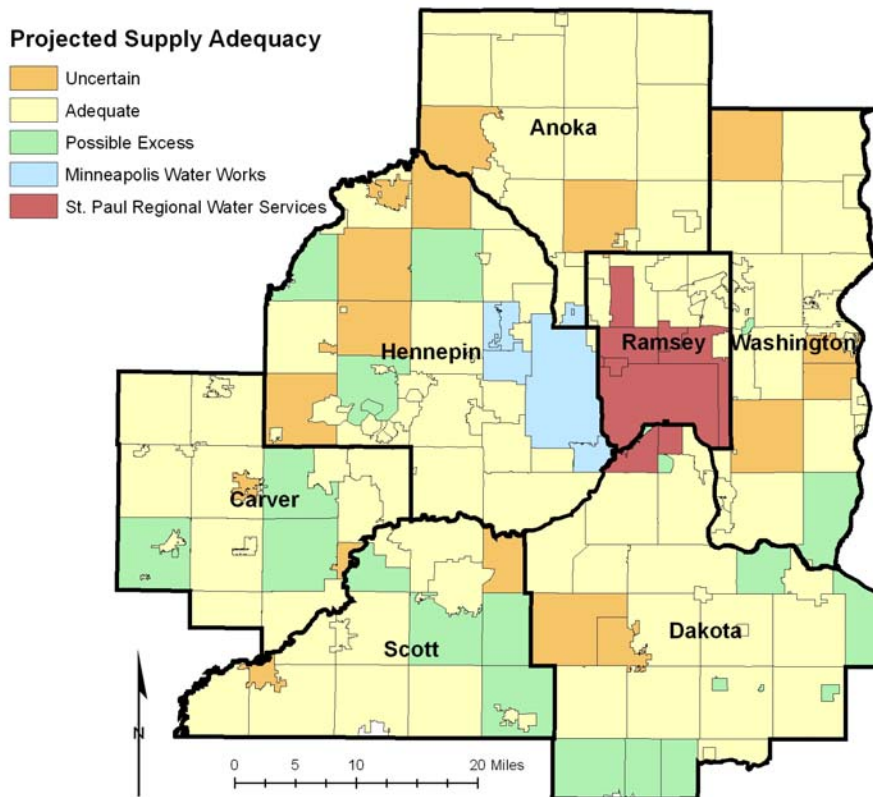 Projected Supply Adequacy
Uncertain
Adequate
Possible Excess
Minneapolis Water Works
St. Paul Regional Water Services
Anoka
Hennepin
Ramsey
Washington
Carver
Scott
Dakota
N
0 5 10 20 Miles